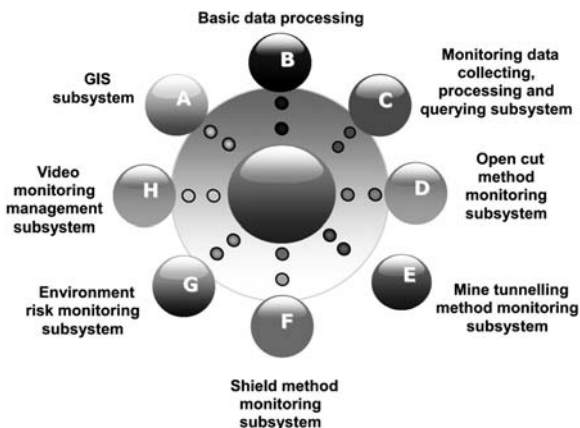 Basic data processing
B
Monitoring data
collecting,
processing and
querying subsystem
C
GIS
subsystem
A
Video
monitoring
management
subsystem
H
Open cut
method
monitoring
subsystem
D
Environment
risk monitoring
subsystem
G
Mine tunnelling
method monitoring
subsystem
E
F
Shield method
monitoring
subsystem